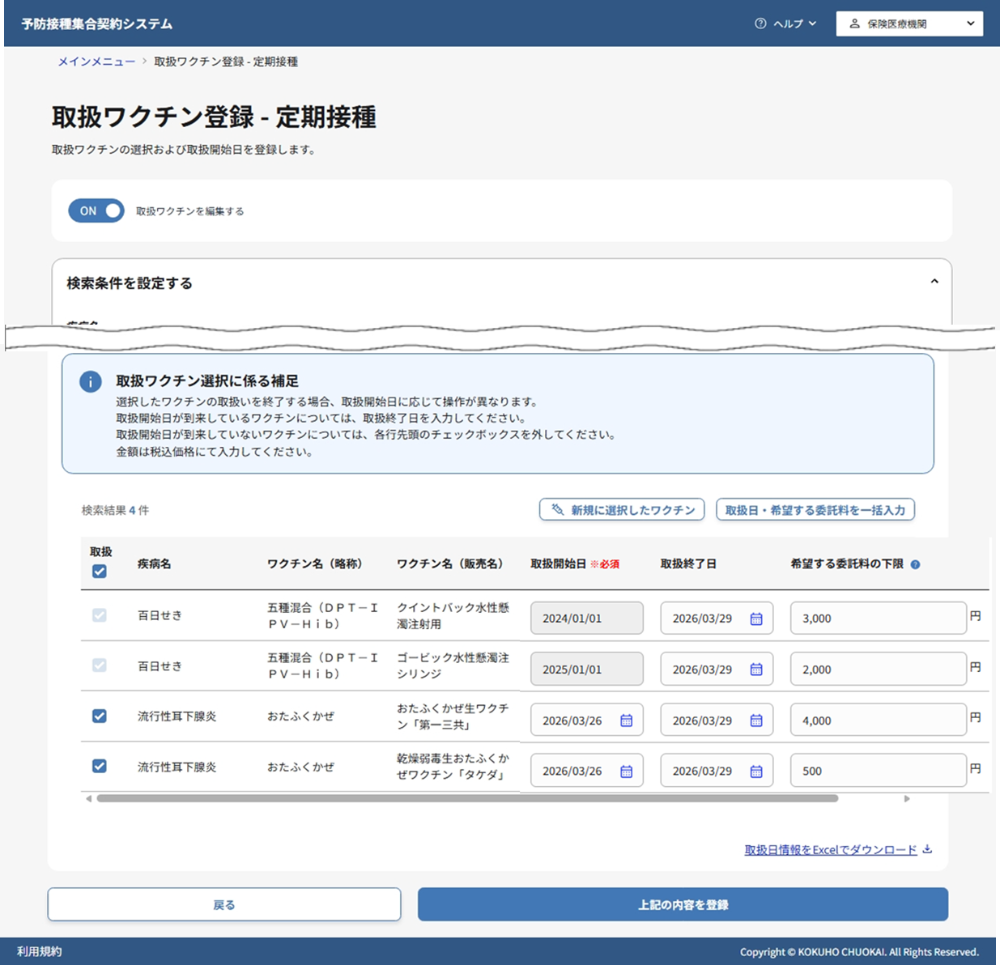 予防接種集合契約システム
ヘルプ
保険医療機関
メインメニュー > 取扱ワクチン登録 - 定期接種
取扱ワクチン登録 - 定期接種
取扱ワクチンの選択および取扱開始日を登録します。
ON 取扱ワクチンを編集する
検索条件を設定する
取扱ワクチン選択に係る補足
選択したワクチンの取扱いを終了する場合、取扱開始日に応じて操作が異なります。
取扱開始日が到来しているワクチンについては、取扱終了日を入力してください。
取扱開始日が到来していないワクチンについては、各行先頭のチェックボックスを外してください。
金額は税込価格にて入力してください。
検索結果 4 件
新規に選択したワクチン
取扱日・希望する委託料を一括入力
取扱 疾病名 ワクチン名（略称） ワクチン名（販売名） 取扱開始日 ※必須 取扱終了日 希望する委託料の下限
百日せき 五種混合（ＤＰＴ－ＩＰＶ－Ｈｉｂ） クイントバック水性懸濁注射用 2024/01/01 2026/03/29 3,000 円
百日せき 五種混合（ＤＰＴ－ＩＰＶ－Ｈｉｂ） ゴービック水性懸濁注シリンジ 2025/01/01 2026/03/29 2,000 円
流行性耳下腺炎 おたふくかぜ おたふくかぜ生ワクチン「第一三共」 2026/03/26 2026/03/29 4,000 円
流行性耳下腺炎 おたふくかぜ 乾燥弱毒生おたふくかぜワクチン「タケダ」 2026/03/26 2026/03/29 500 円
取扱日情報をExcelでダウンロード
戻る
上記の内容を登録
利用規約
Copyright © KOKUHO CHUOKAI. All Rights Reserved.